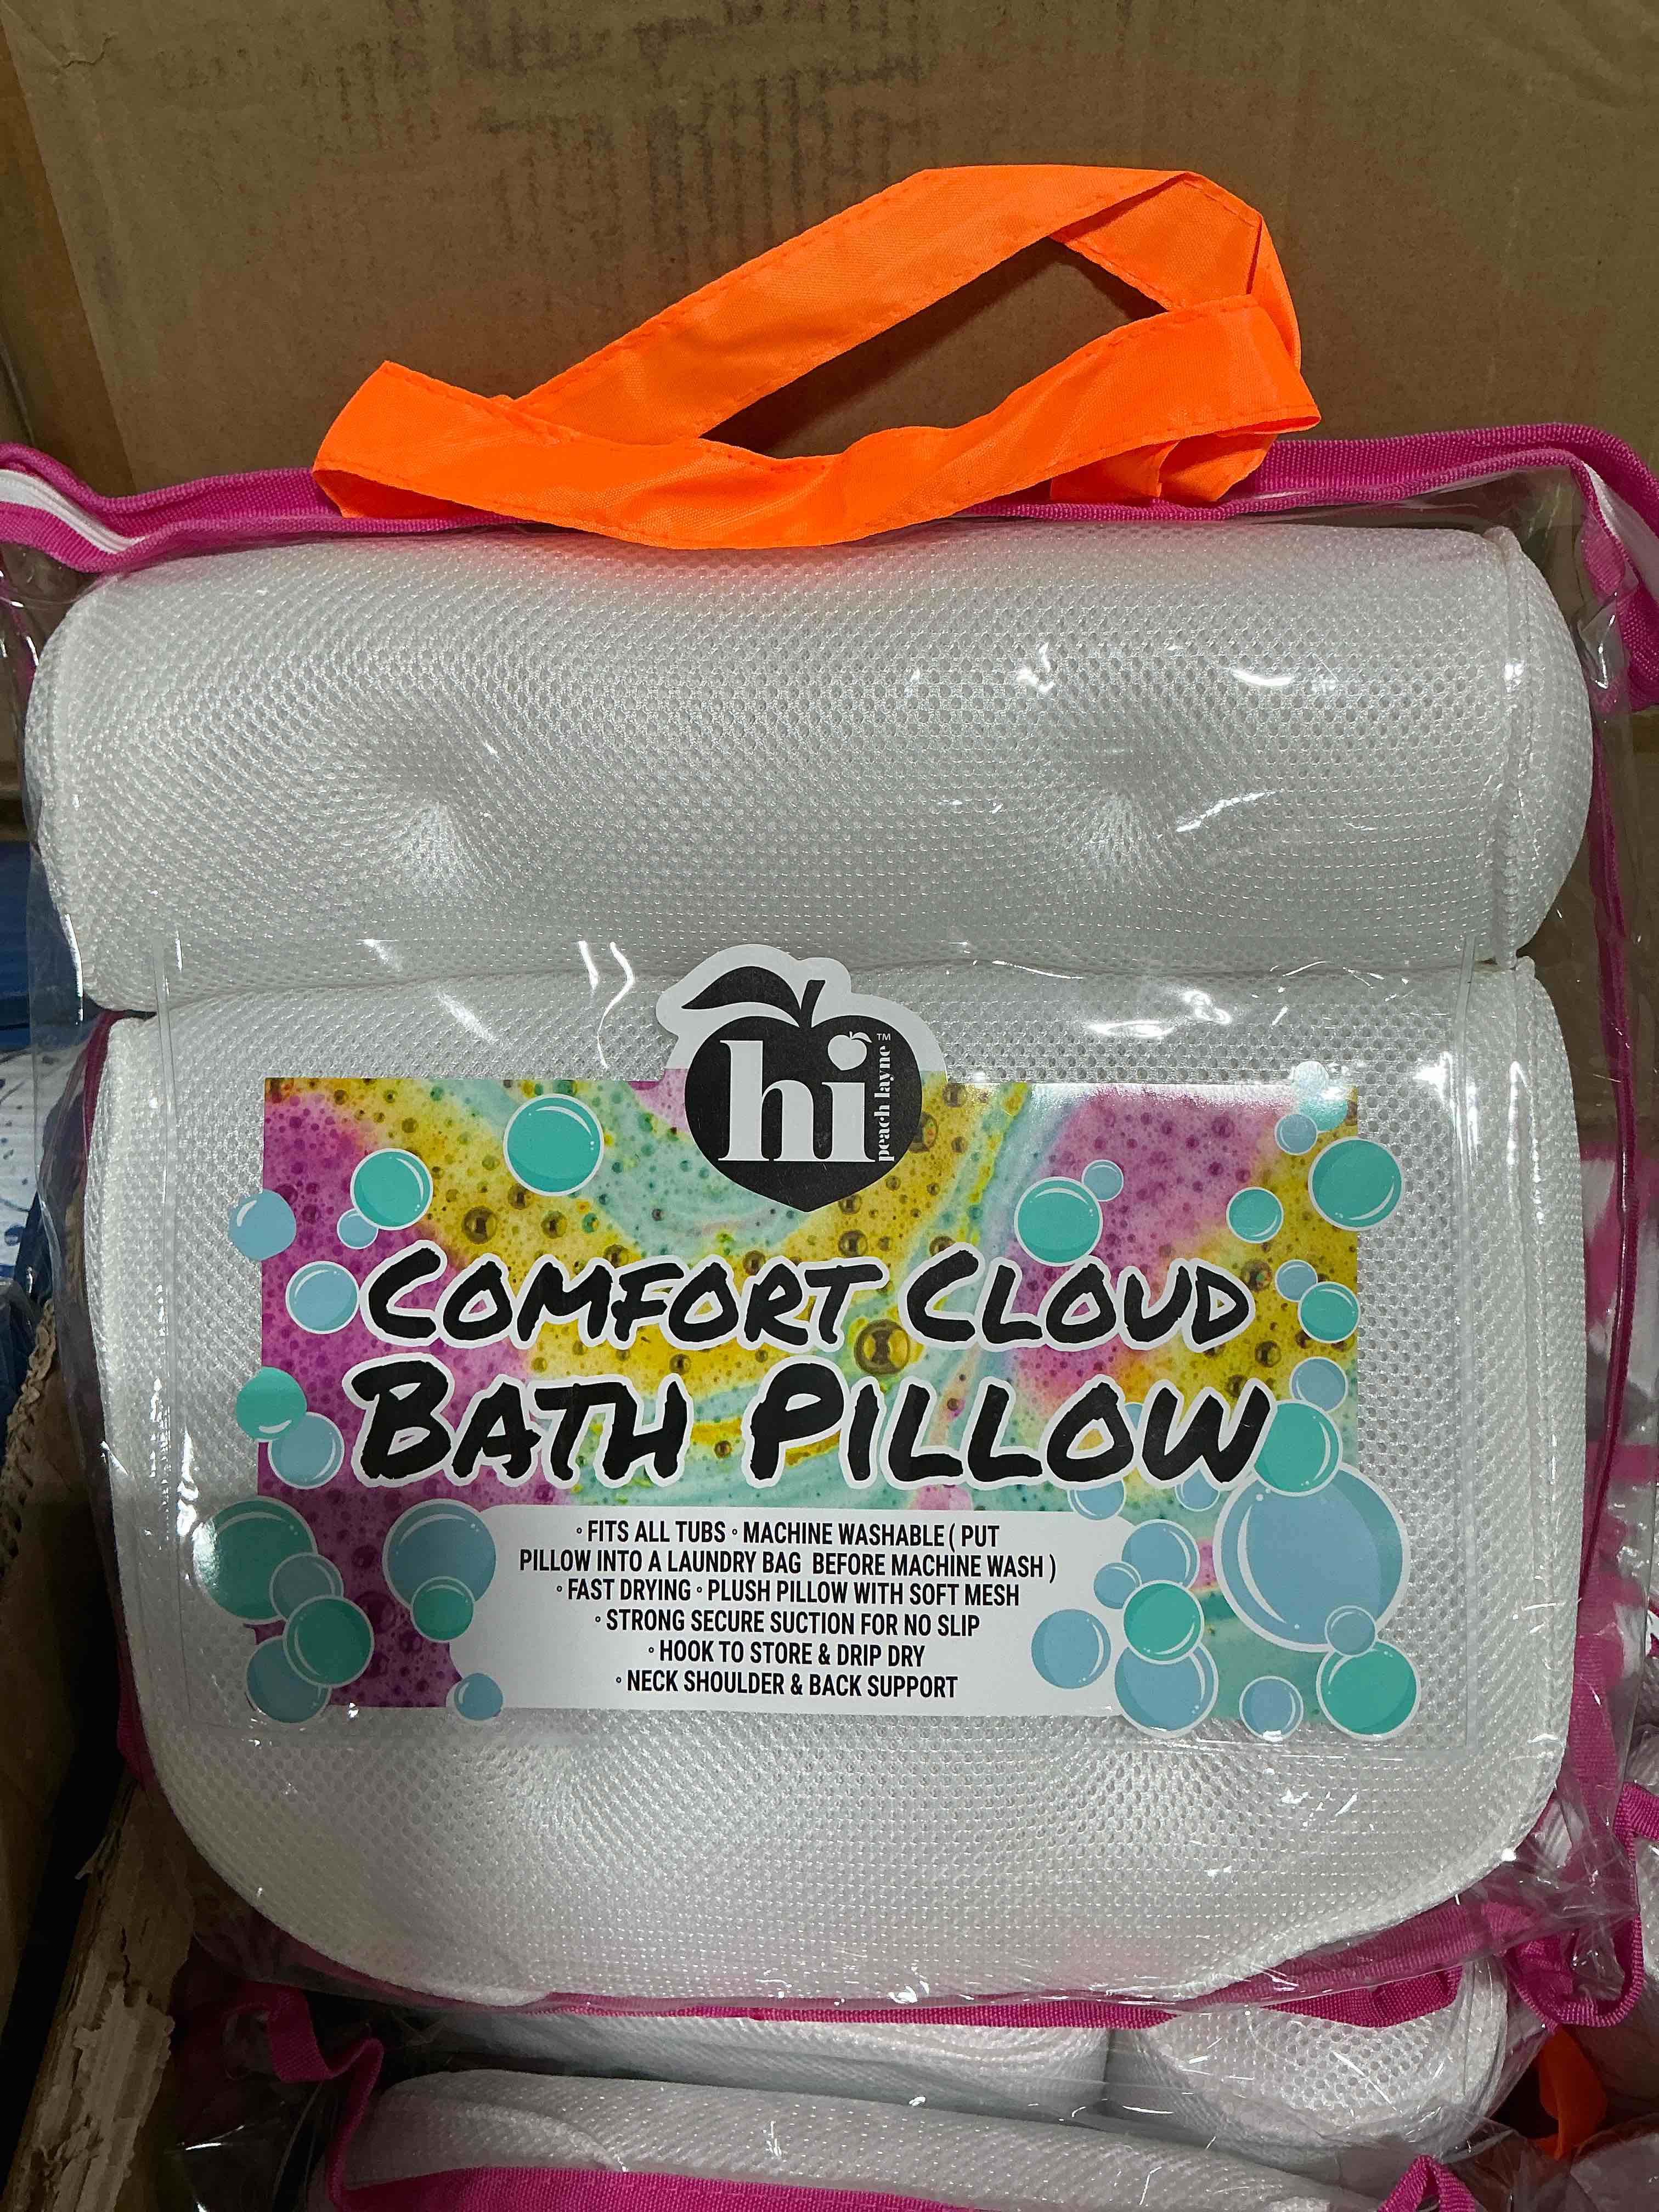 hi
peach layne™
COMFORT CLOUD
BATH PILLOW
◦ FITS ALL TUBS ◦ MACHINE WASHABLE ( PUT
PILLOW INTO A LAUNDRY BAG BEFORE MACHINE WASH )
◦ FAST DRYING ◦ PLUSH PILLOW WITH SOFT MESH
◦ STRONG SECURE SUCTION FOR NO SLIP
◦ HOOK TO STORE & DRIP DRY
◦ NECK SHOULDER & BACK SUPPORT